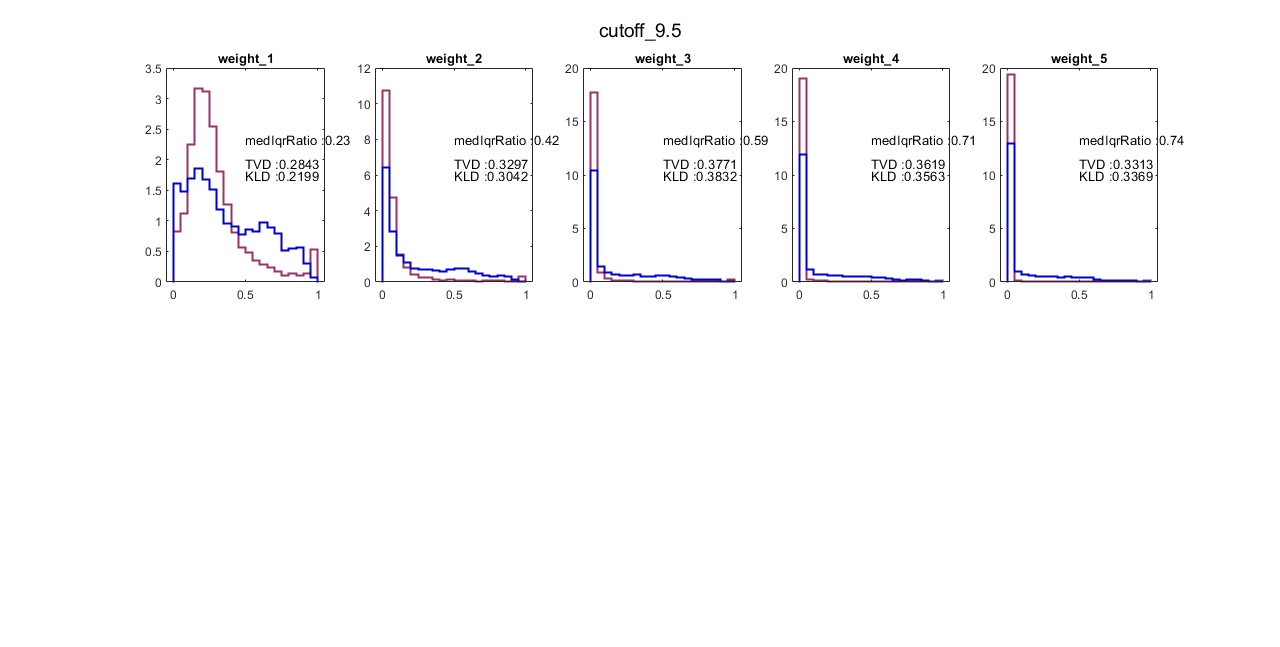 cutoff_9.5
weight_1
3.5
3
2.5
2
1.5
1
0.5
0
0
0.5
1
medIqrRatio :0.23
TVD :0.2843
KLD :0.2199
weight_2
12
10
8
6
4
2
0
0
0.5
1
medIqrRatio :0.42
TVD :0.3297
KLD :0.3042
weight_3
20
15
10
5
0
0
0.5
1
medIqrRatio :0.59
TVD :0.3771
KLD :0.3832
weight_4
20
15
10
5
0
0
0.5
1
medIqrRatio :0.71
TVD :0.3619
KLD :0.3563
weight_5
20
15
10
5
0
0
0.5
1
medIqrRatio :0.74
TVD :0.3313
KLD :0.3369